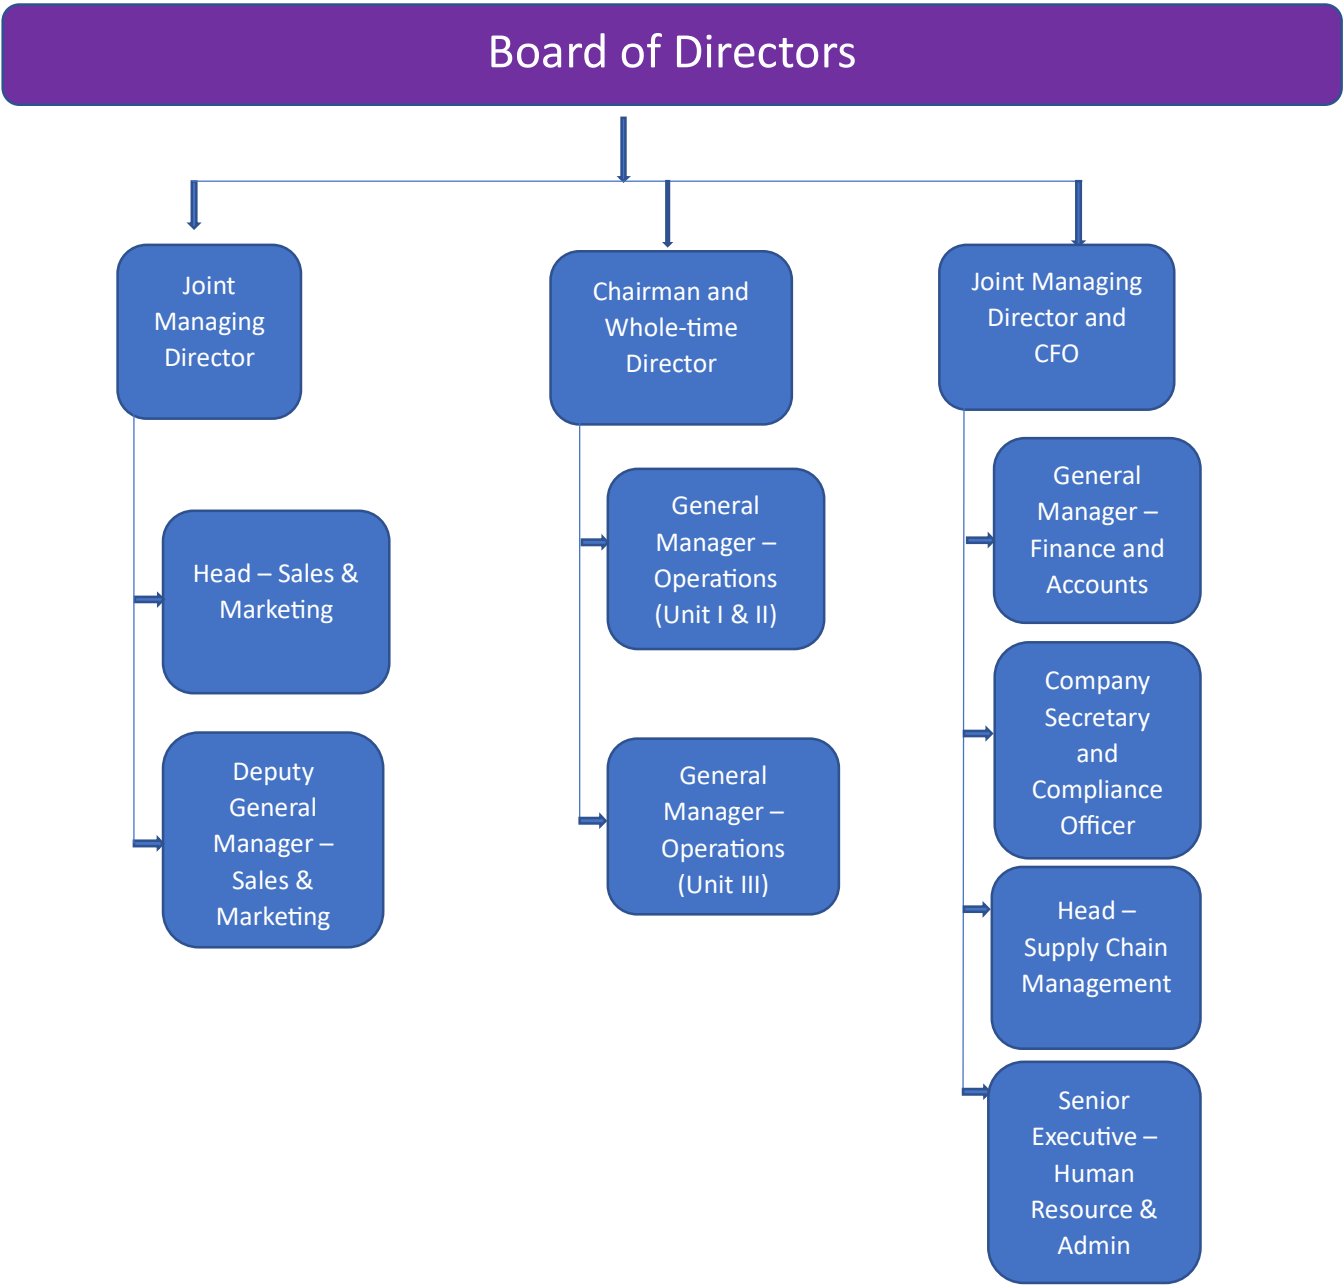 Board of Directors
Joint
Managing
Director
Chairman and
Whole-time
Director
Joint Managing
Director and
CFO
Head – Sales &
Marketing
Deputy
General
Manager –
Sales &
Marketing
General
Manager –
Operations
(Unit I & II)
General
Manager –
Operations
(Unit III)
General
Manager –
Finance and
Accounts
Company
Secretary
and
Compliance
Officer
Head –
Supply Chain
Management
Senior
Executive –
Human
Resource &
Admin